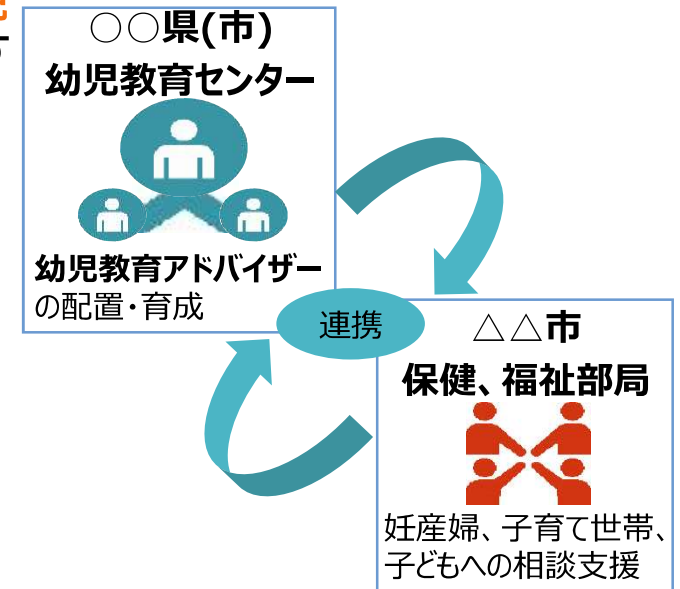 ○○県(市)
幼児教育センター
幼児教育アドバイザー
の配置・育成
連携
△△市
保健、福祉部局
妊産婦、子育て世帯、
子どもへの相談支援